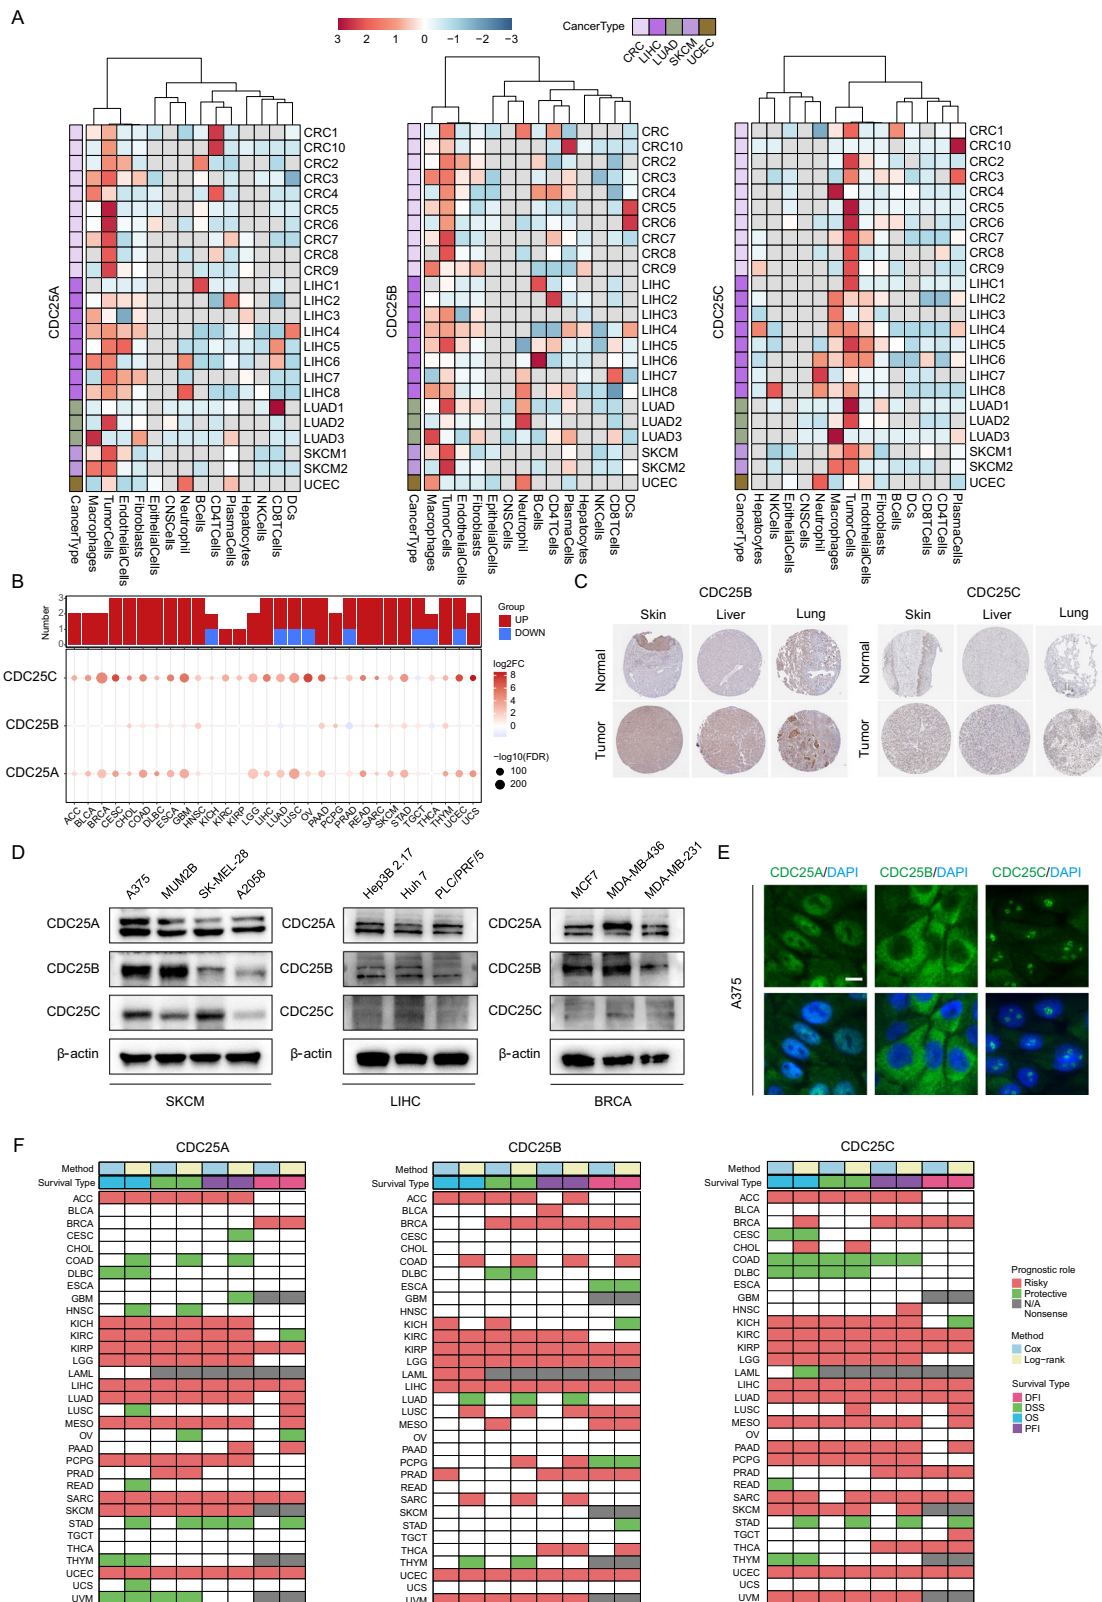 A
3 2 1 0 −1 −2 −3
CancerType
CRC LIHC LUAD SKCM UCEC
CDC25A
CRC1
CRC10
CRC2
CRC3
CRC4
CRC5
CRC6
CRC7
CRC8
CRC9
LIHC1
LIHC2
LIHC3
LIHC4
LIHC5
LIHC6
LIHC7
LIHC8
LUAD1
LUAD2
LUAD3
SKCM1
SKCM2
UCEC
CancerType Macrophages TumorCells EndothelialCells Fibroblasts EpithelialCells CNSCells Neutrophil BCells CD4TCells PlasmaCells Hepatocytes NKCells CD8TCells DCs
CDC25B
CRC
CRC10
CRC2
CRC3
CRC4
CRC5
CRC6
CRC7
CRC8
CRC9
LIHC
LIHC2
LIHC3
LIHC4
LIHC5
LIHC6
LIHC7
LIHC8
LUAD
LUAD2
LUAD3
SKCM
SKCM2
UCEC
CancerType Macrophages TumorCells EndothelialCells Fibroblasts EpithelialCells CNSCells Neutrophil BCells CD4TCells PlasmaCells Hepatocytes NKCells CD8TCells DCs
CDC25C
CRC1
CRC10
CRC2
CRC3
CRC4
CRC5
CRC6
CRC7
CRC8
CRC9
LIHC1
LIHC2
LIHC3
LIHC4
LIHC5
LIHC6
LIHC7
LIHC8
LUAD1
LUAD2
LUAD3
SKCM1
SKCM2
UCEC
CancerType Hepatocytes NKCells EpithelialCells CNSCells Neutrophil Macrophages TumorCells EndothelialCells Fibroblasts BCells DCs CD8TCells CD4TCells PlasmaCells
B
Number
3
2
1
0
Group
UP
DOWN
CDC25C
CDC25B
CDC25A
log2FC
8
6
4
2
0
−log10(FDR)
100
200
ACC BLCA BRCA CESC CHOL COAD DLBC ESCA GBM HNSC KICH KIRC KIRP LGG LIHC LUAD LUSC OV PAAD PCPG PRAD READ SARC SKCM STAD TGCT THCA THYM UCEC UCS
C
CDC25B CDC25C
Skin Liver Lung Skin Liver Lung
Normal Normal
Tumor Tumor
D
A375 MUM2B SK-MEL-28 A2058
CDC25A
CDC25B
CDC25C
β-actin
SKCM
Hep3B 2.17 Huh 7 PLC/PRF/5
CDC25A
CDC25B
CDC25C
β-actin
LIHC
MCF7 MDA-MB-436 MDA-MB-231
CDC25A
CDC25B
CDC25C
β-actin
BRCA
E
CDC25A/DAPI CDC25B/DAPI CDC25C/DAPI
A375
F
CDC25A
Method
Survival Type
ACC
BLCA
BRCA
CESC
CHOL
COAD
DLBC
ESCA
GBM
HNSC
KICH
KIRC
KIRP
LGG
LAML
LIHC
LUAD
LUSC
MESO
OV
PAAD
PCPG
PRAD
READ
SARC
SKCM
STAD
TGCT
THCA
THYM
UCEC
UCS
UVM
CDC25B
Method
Survival Type
ACC
BLCA
BRCA
CESC
CHOL
COAD
DLBC
ESCA
GBM
HNSC
KICH
KIRC
KIRP
LGG
LAML
LIHC
LUAD
LUSC
MESO
OV
PAAD
PCPG
PRAD
READ
SARC
SKCM
STAD
TGCT
THCA
THYM
UCEC
UCS
UVM
CDC25C
Method
Survival Type
ACC
BLCA
BRCA
CESC
CHOL
COAD
DLBC
ESCA
GBM
HNSC
KICH
KIRC
KIRP
LGG
LAML
LIHC
LUAD
LUSC
MESO
OV
PAAD
PCPG
PRAD
READ
SARC
SKCM
STAD
TGCT
THCA
THYM
UCEC
UCS
UVM
Prognostic role
Risky
Protective
N/A
Nonsense
Method
Cox
Log−rank
Survival Type
DFI
DSS
OS
PFI